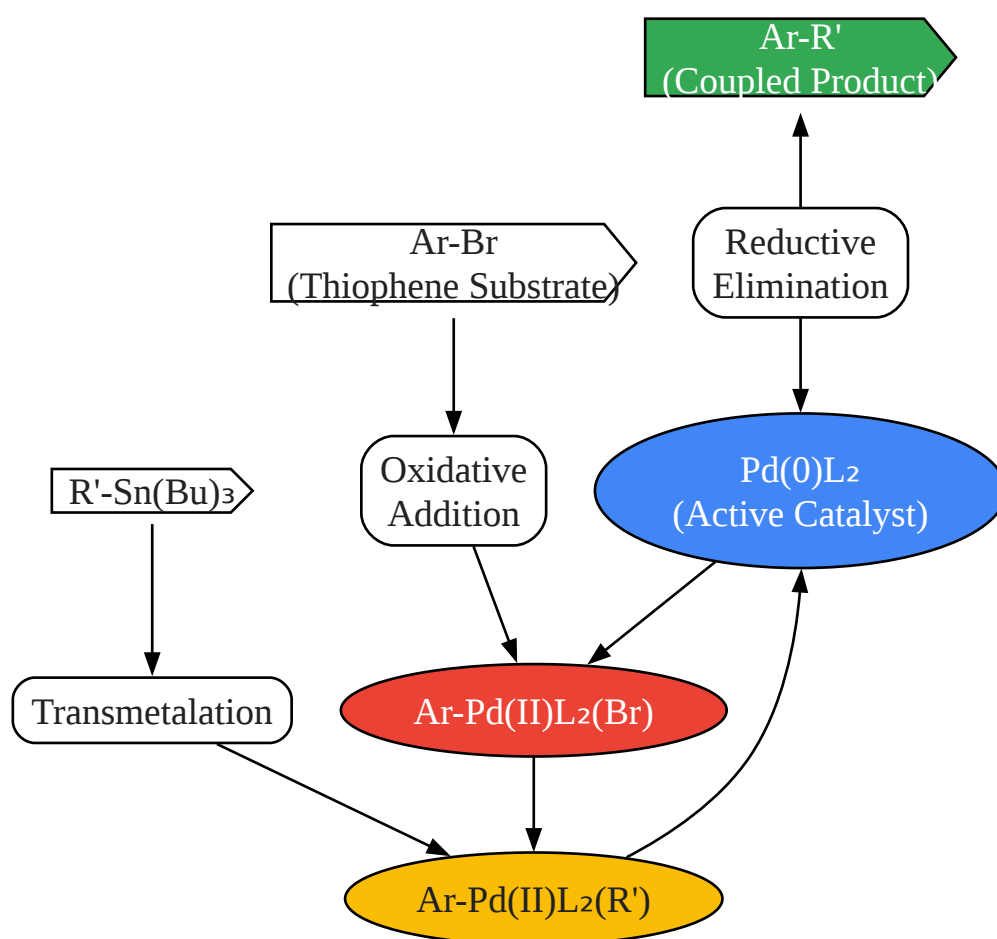 Ar-R'
(Coupled Product)
Ar-Br
(Thiophene Substrate)
Reductive
Elimination
R'-Sn(Bu)₃
Oxidative
Addition
Pd(0)L₂
(Active Catalyst)
Transmetalation
Ar-Pd(II)L₂(Br)
Ar-Pd(II)L₂(R')